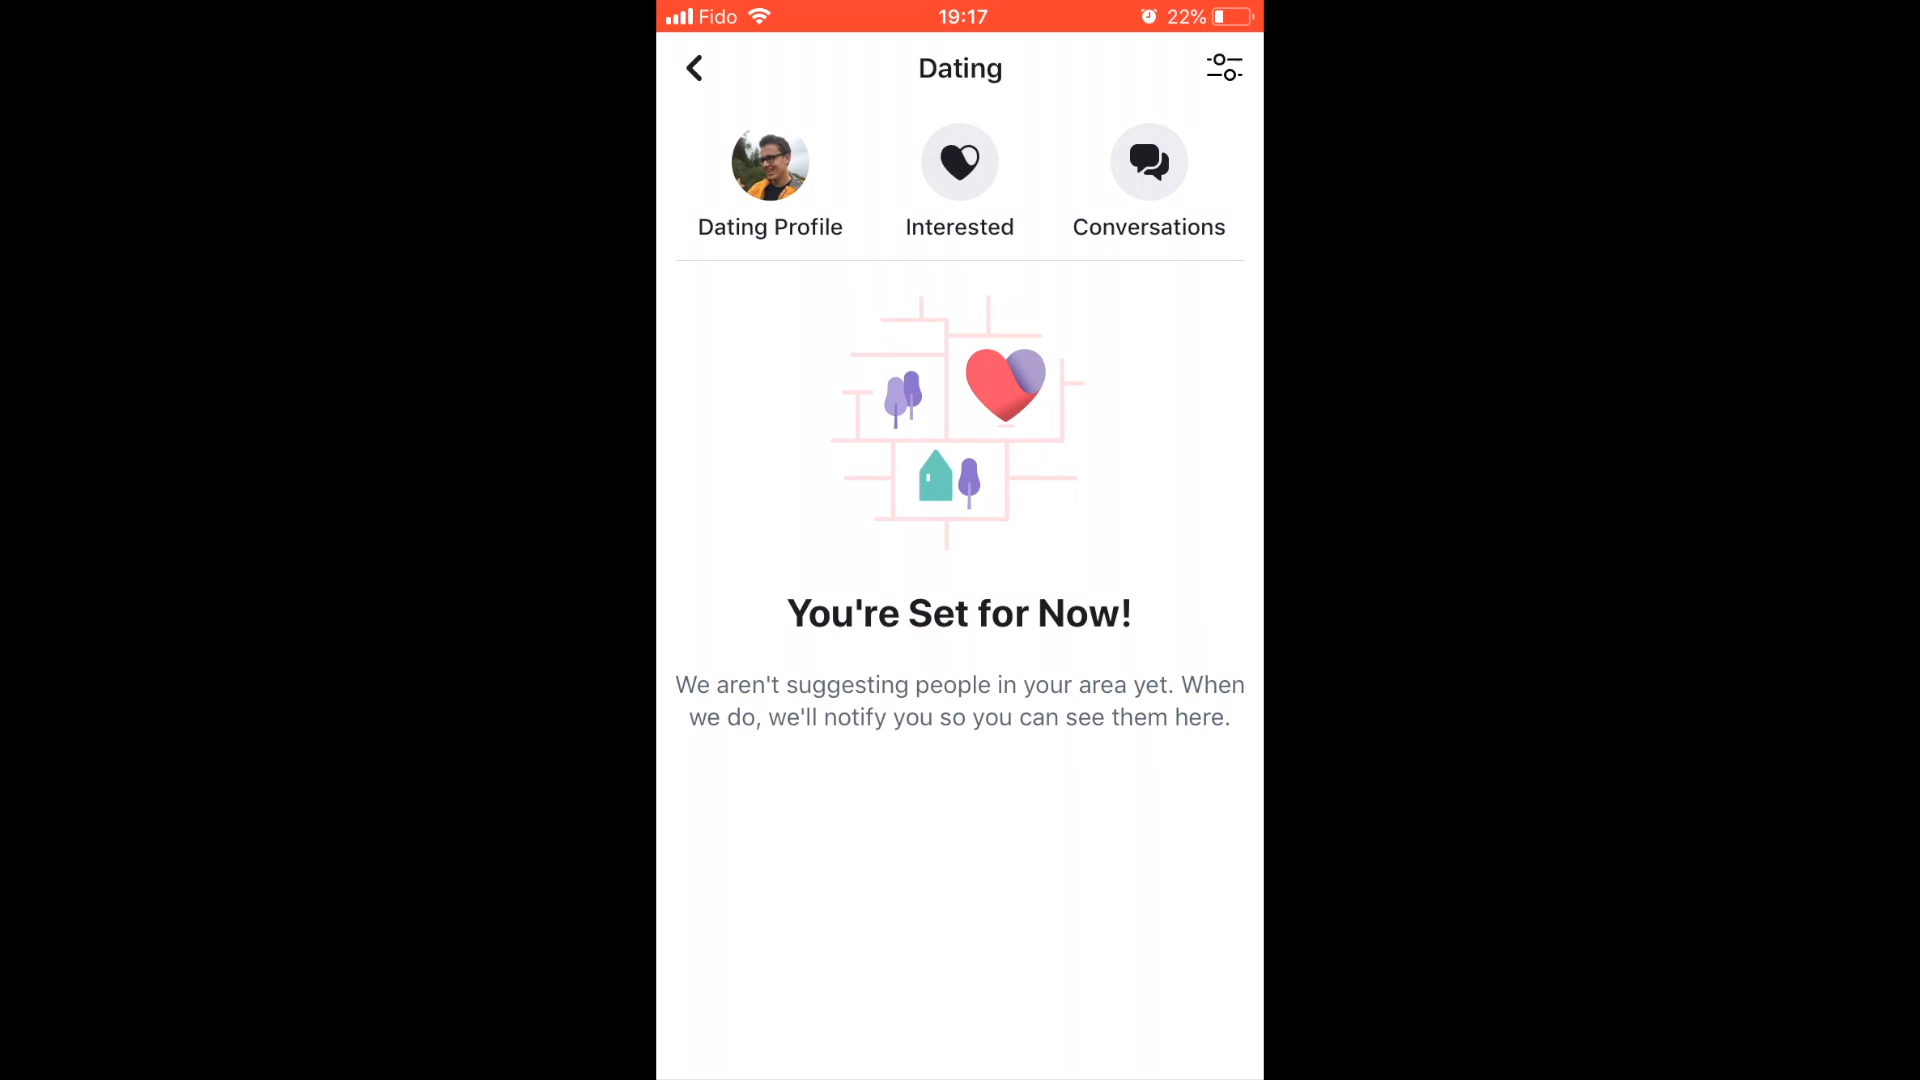 Fido 19:17 22%
Dating
Dating Profile Interested Conversations
You're Set for Now!
We aren't suggesting people in your area yet. When
we do, we'll notify you so you can see them here.